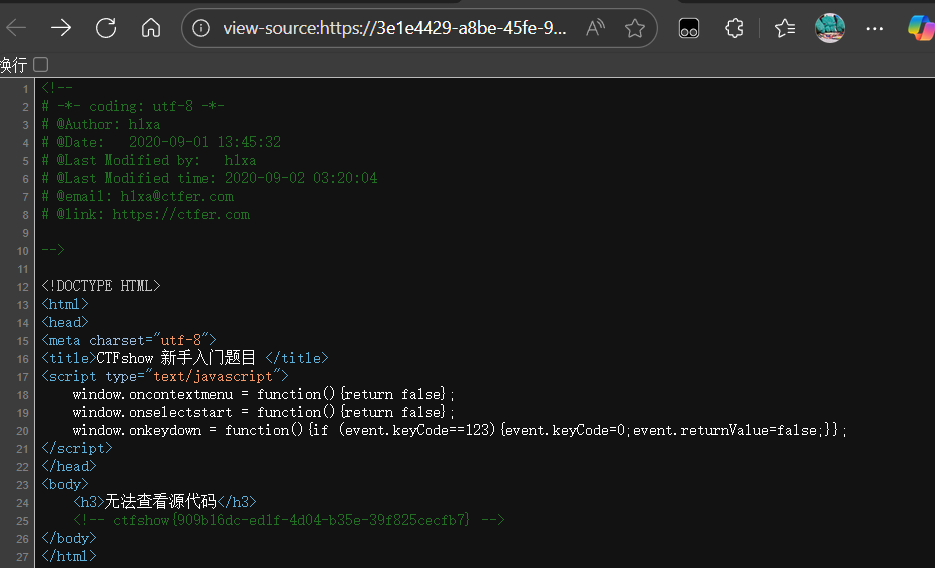 view-source:https://3e1e4429-a8be-45fe-9...
换行
1 <!--
2 # -*- coding: utf-8 -*-
3 # @Author: hlxa
4 # @Date:   2020-09-01 13:45:32
5 # @Last Modified by:   hlxa
6 # @Last Modified time: 2020-09-02 03:20:04
7 # @email: hlxa@ctfer.com
8 # @link: https://ctfer.com
9
10 -->
11
12 <!DOCTYPE HTML>
13 <html>
14 <head>
15 <meta charset="utf-8">
16 <title>CTFshow 新手入门题目 </title>
17 <script type="text/javascript">
18     window.oncontextmenu = function(){return false};
19     window.onselectstart = function(){return false};
20     window.onkeydown = function(){if (event.keyCode==123){event.keyCode=0;event.returnValue=false;}};
21 </script>
22 </head>
23 <body>
24     <h3>无法查看源代码</h3>
25     <!-- ctfshow{909b16dc-ed1f-4d04-b35e-39f825cecfb7} -->
26 </body>
27 </html>